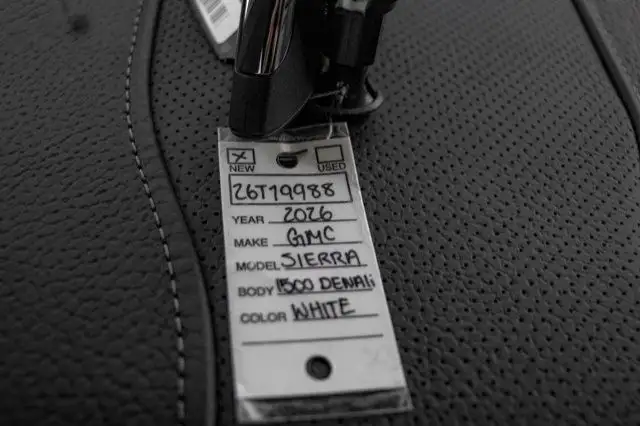 NEW USED
26T19988
YEAR 2026
MAKE GMC
MODEL SIERRA
BODY 1500 DENALi
COLOR WHITE